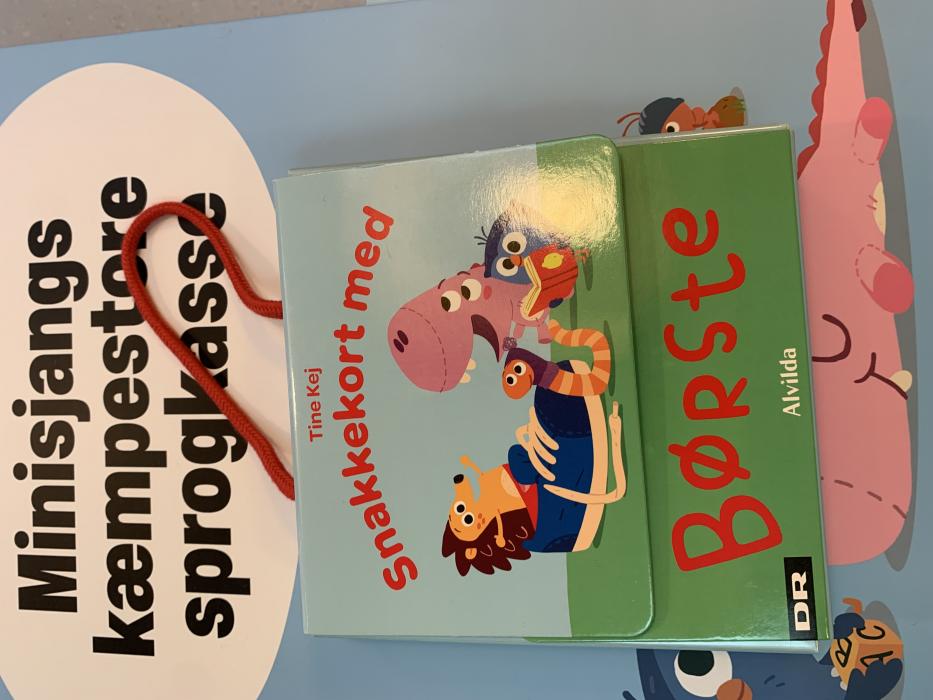 Minisjangs
kæmpestore
sprogkasse
Tine Kej
Snakkekort med
BØRSte
Alvilda
DR
B
A C